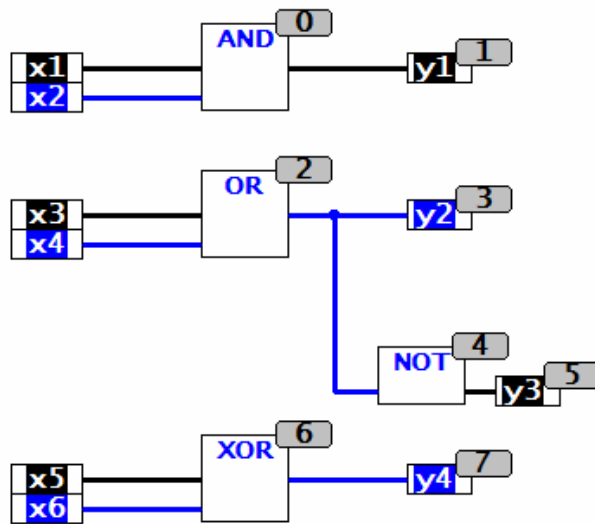 AND 0
x1 y1 1
x2
OR 2
x3 y2 3
x4
NOT 4
y3 5
XOR 6
x5 y4 7
x6